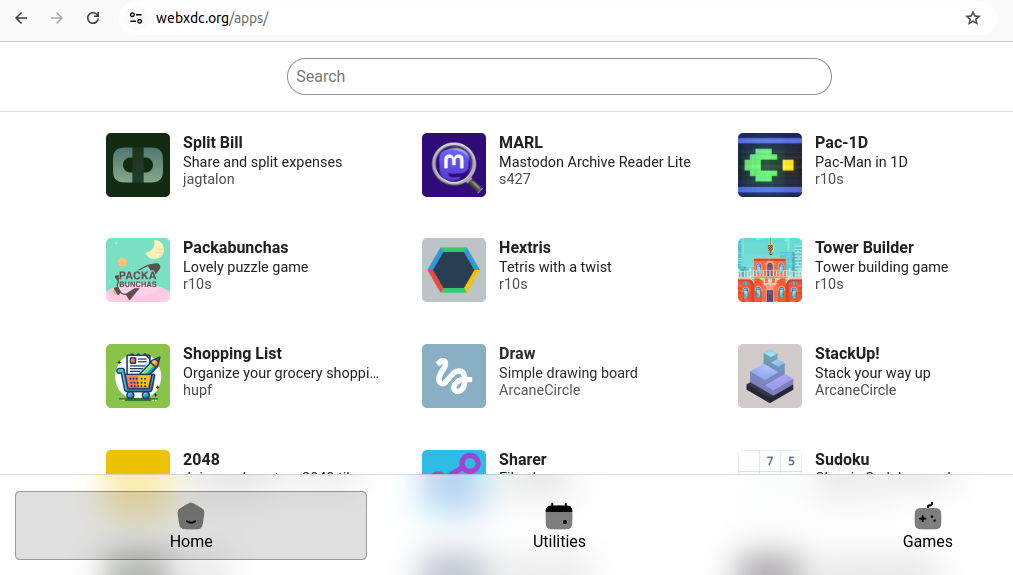 webxdc.org/apps/
Search
Split Bill
Share and split expenses
jagtalon
MARL
Mastodon Archive Reader Lite
s427
Pac-1D
Pac-Man in 1D
r10s
PACKA
BUNCHAS
Packabunchas
Lovely puzzle game
r10s
Hextris
Tetris with a twist
r10s
Tower Builder
Tower building game
r10s
Shopping List
Organize your grocery shoppi...
hupf
Draw
Simple drawing board
ArcaneCircle
StackUp!
Stack your way up
ArcaneCircle
2048
Sharer
7 5
Sudoku
Home
Utilities
Games